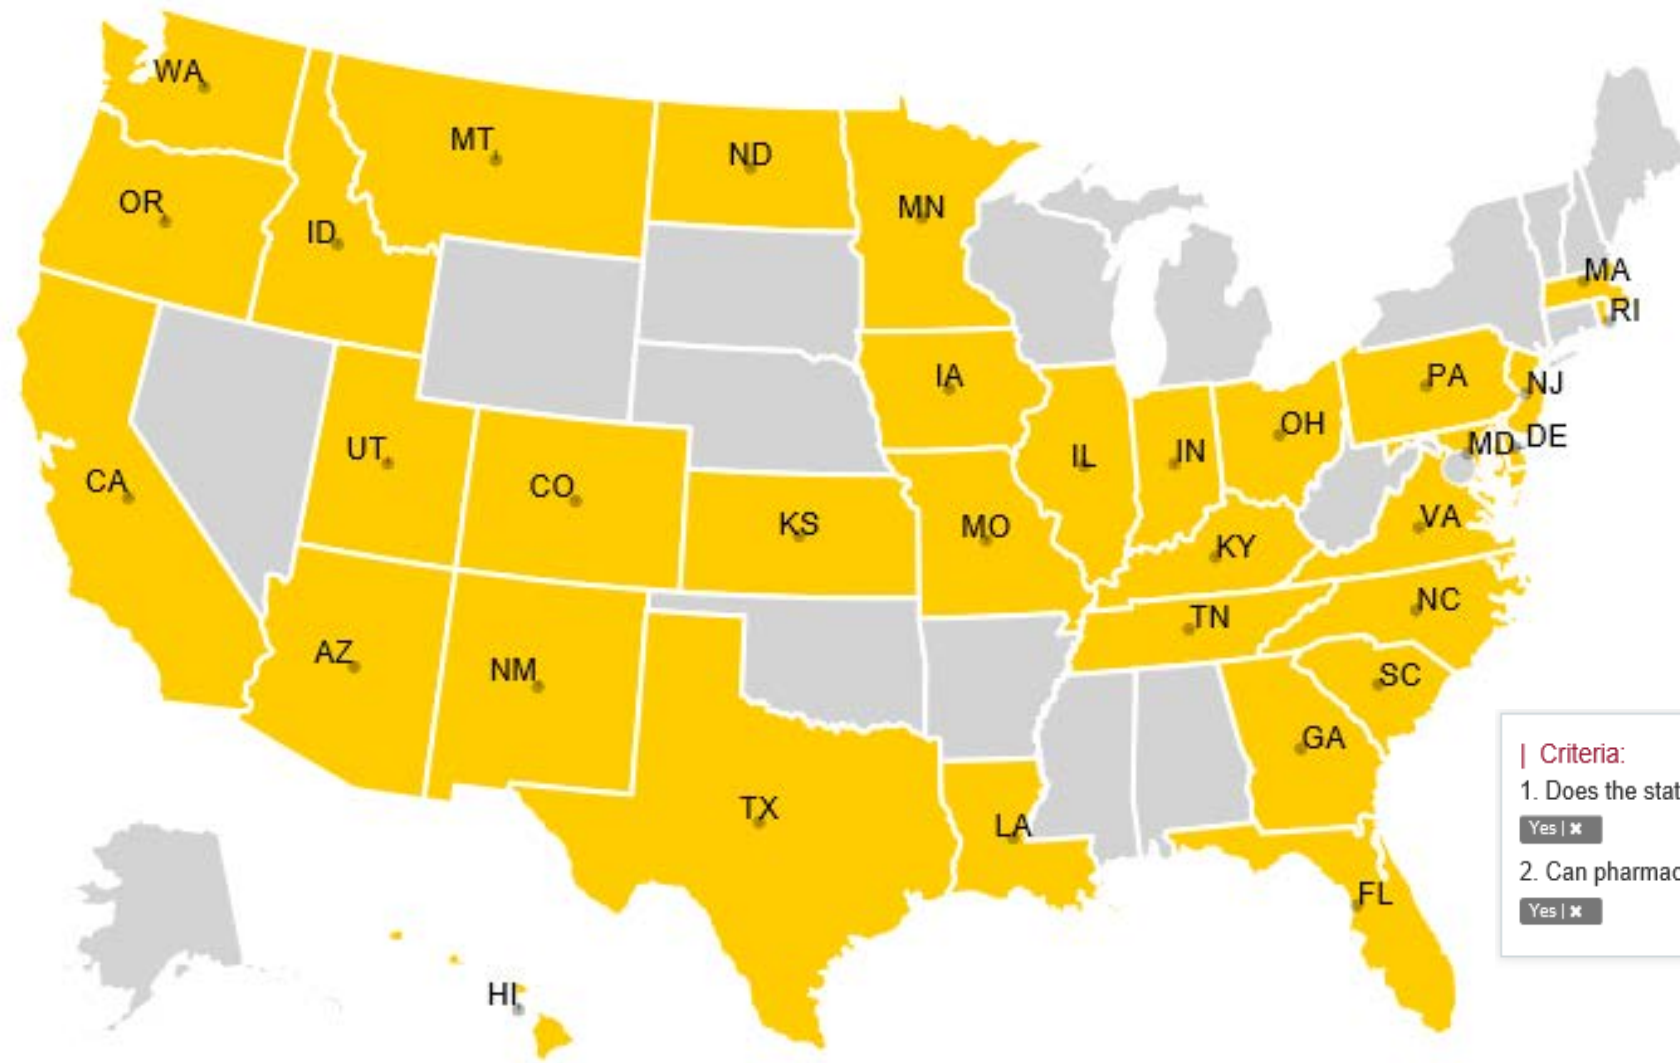 WA
MT
ND
OR
ID
MN
MA
RI
IA
PA
NJ
UT
OH
DE
MD
CA
CO
IL
IN
KS
MO
VA
KY
NC
TN
AZ
NM
SC
GA
TX
LA
FL
HI
| Criteria:
1. Does the
Yes | ✖
2. Can
Yes | ✖